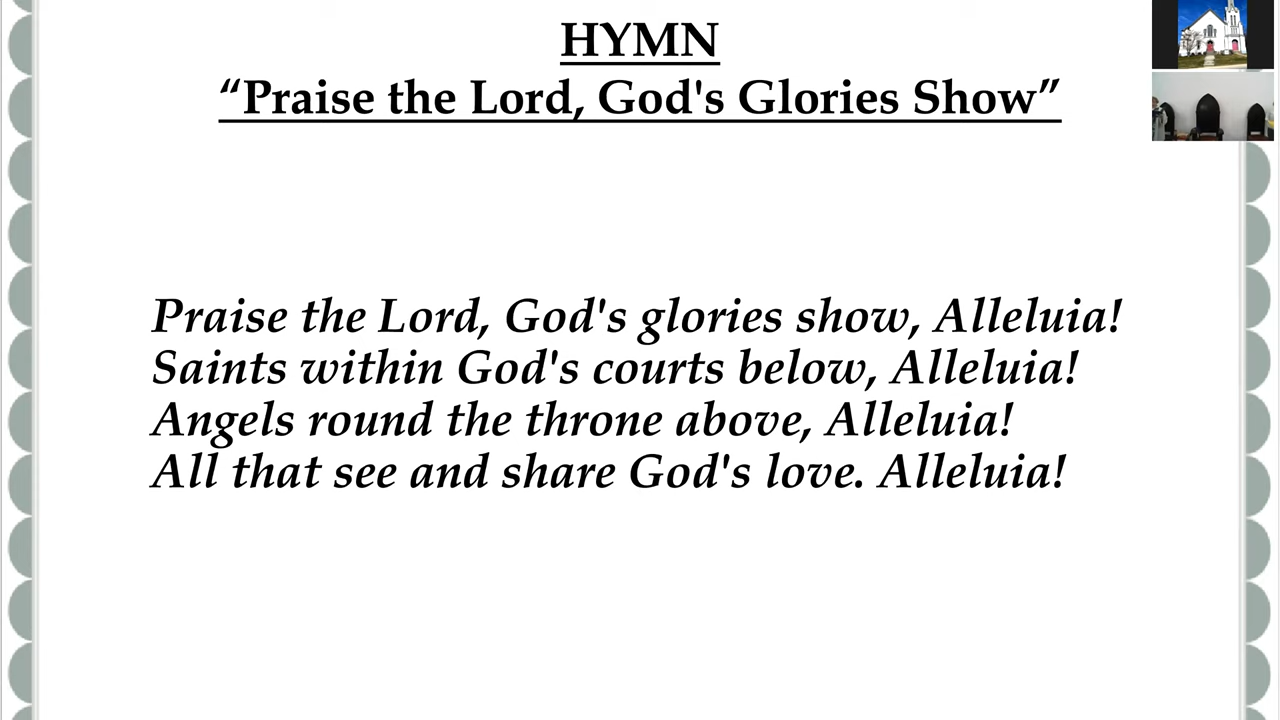 HYMN
“Praise the Lord, God's Glories Show”
Praise the Lord, God's glories show, Alleluia!
Saints within God's courts below, Alleluia!
Angels round the throne above, Alleluia!
All that see and share God's love. Alleluia!